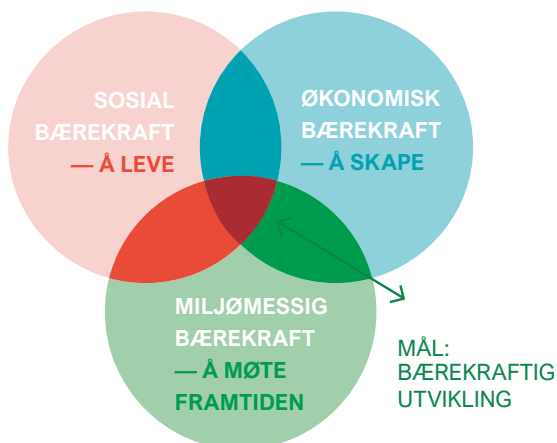 SOSIAL
BÆREKRAFT
— Å LEVE
ØKONOMISK
BÆREKRAFT
— Å SKAPE
MILJØMESSIG
BÆREKRAFT
— Å MØTE
FRAMTIDEN
MÅL:
BÆREKRAFTIG
UTVIKLING